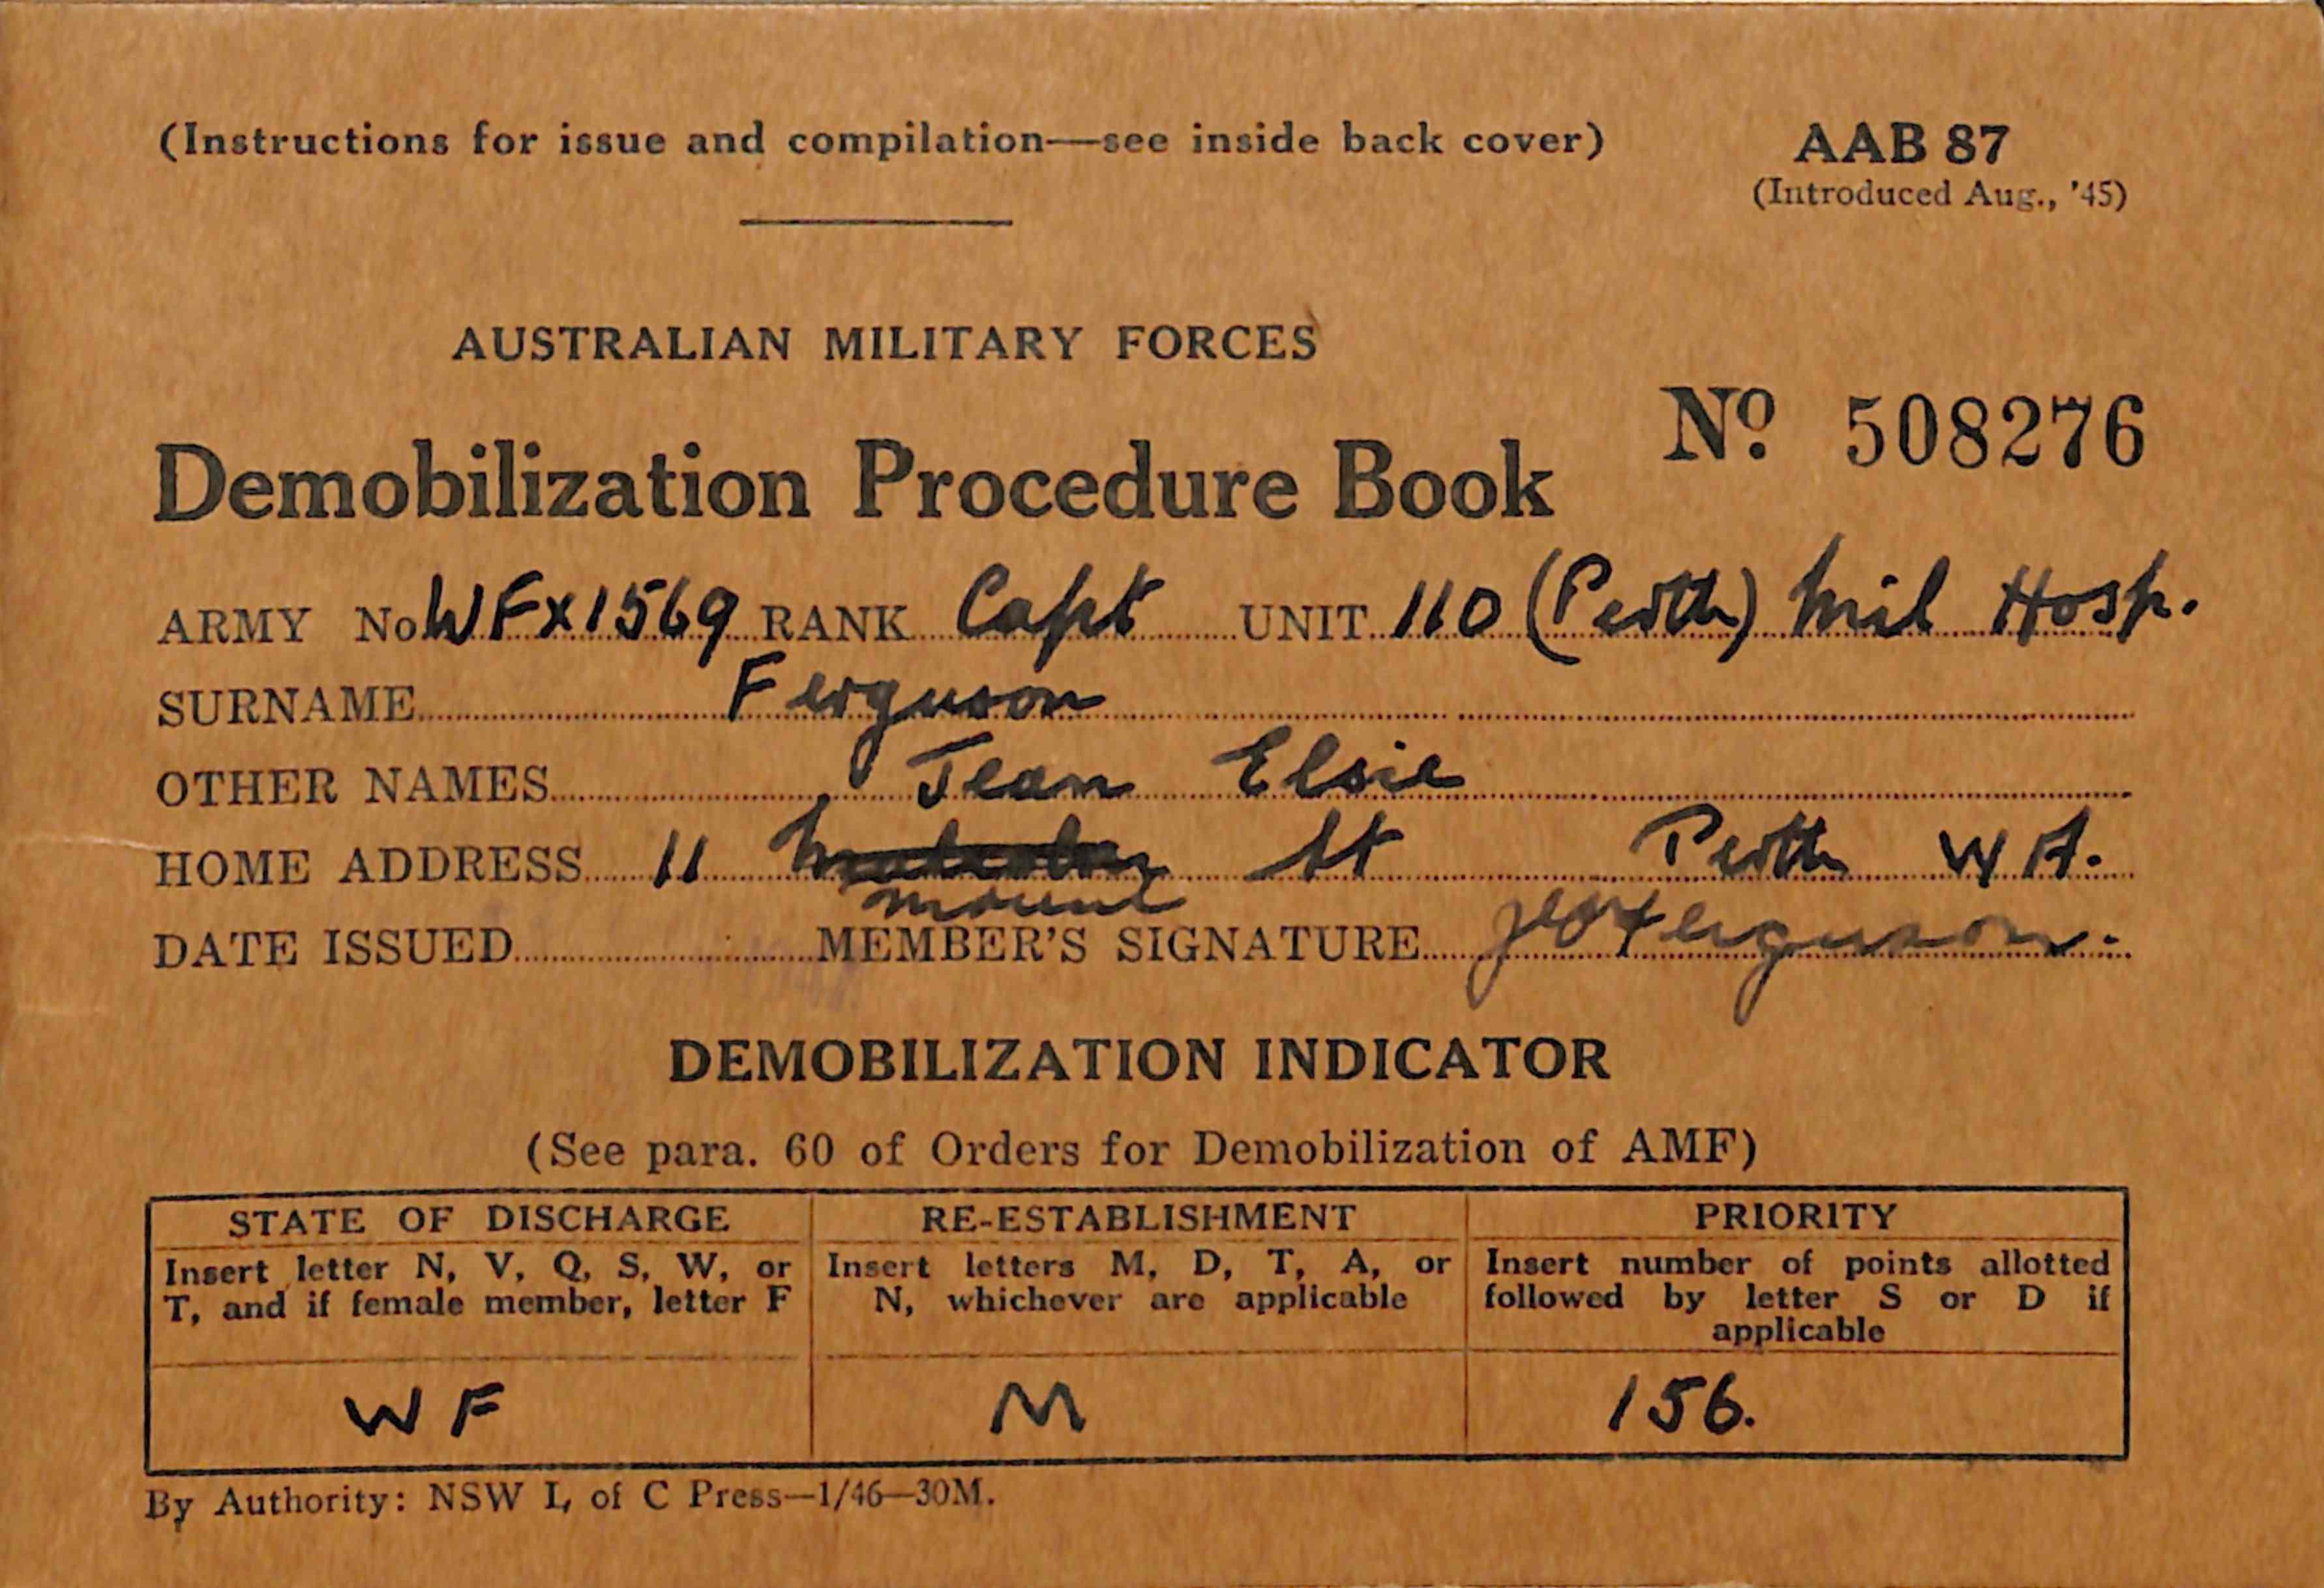 (Instructions for issue and compilation—see inside back cover)
AAB 87
(Introduced Aug., '45)
AUSTRALIAN MILITARY FORCES
Nº 508276
Demobilization Procedure Book
ARMY No WFX1569 RANK Capt UNIT 110 (Perth) Mil Hosp.
SURNAME Ferguson
OTHER NAMES Jean Elsie
HOME ADDRESS 11 St Perth W A.
mount
DATE ISSUED MEMBER'S SIGNATURE Ferguson.
DEMOBILIZATION INDICATOR
(See para. 60 of Orders for Demobilization of AMF)
STATE OF DISCHARGE
Insert letter N, V, Q, S, W, or
T, and if female member, letter F
WF
RE-ESTABLISHMENT
Insert letters M, D, T, A, or
N, whichever are applicable
M
PRIORITY
Insert number of points allotted
followed by letter S or D if
applicable
156.
By Authority: NSW L of C Press—1/46—30M.